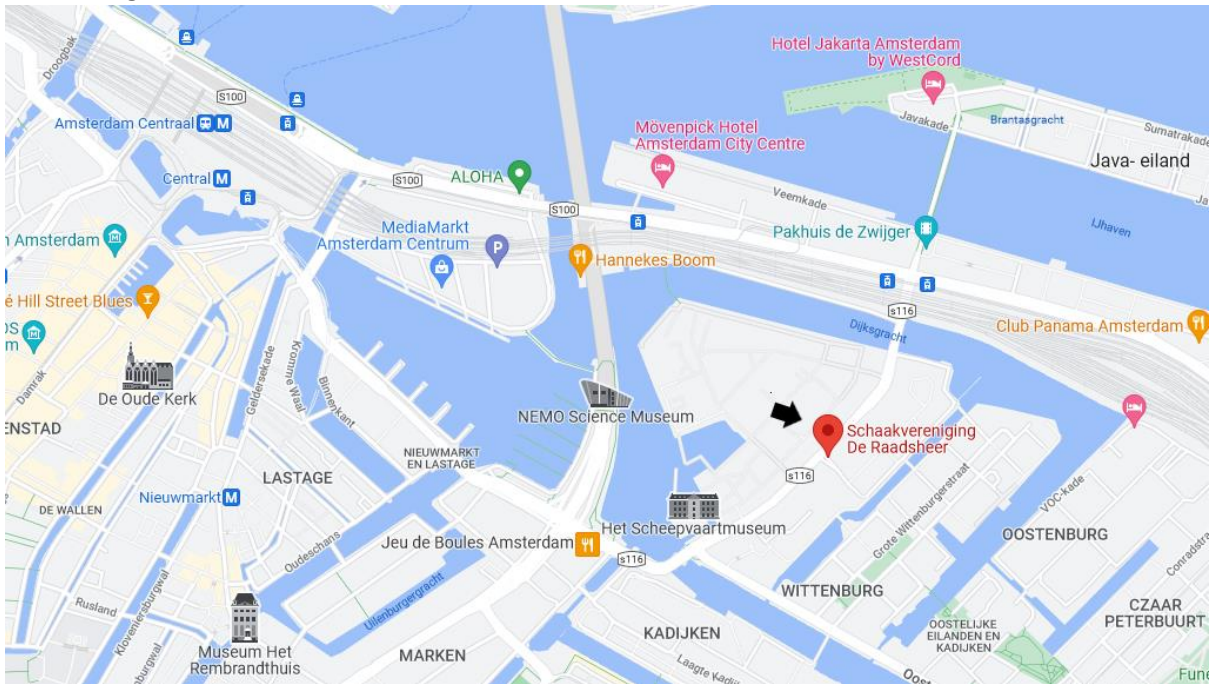 Droogbak
S100
Hotel Jakarta Amsterdam
by WestCord
Javakade
Brantasgracht
Sumatrakade
Java- eiland
Amsterdam Centraal
M
Mövenpick Hotel
Amsterdam City Centre
Central M
S100
ALOHA
Veemkade
IJhaven
S100
MediaMarkt
Amsterdam Centrum
P
Pakhuis de Zwijger
Amsterdam
Hannekes Boom
Hill Street Blues
s116
Dijksgracht
Club Panama Amsterdam
Damrak
De Oude Kerk
Geldersekade
Kromme Waal
Binnenkant
NEMO Science Museum
Schaakvereniging
De Raadsheer
ENSTAD
NIEUWMARKT
EN LASTAGE
LASTAGE
s116
Nieuwmarkt M
DE WALLEN
Het Scheepvaartmuseum
Grote Wittenburgerstraat
VOC-Kade
OOSTENBURG
Jeu de Boules Amsterdam
Oudeschans
s116
Conradstra
WITTENBURG
Rusland
Kloveniersburgwal
Uilenburgergracht
KADIJKEN
OOSTELIJKE
EILANDEN EN
KADIJKEN
CZAAR
PETERBUURT
Museum Het
Rembrandthuis
MARKEN
Laagte Kadij
Oost
Fune